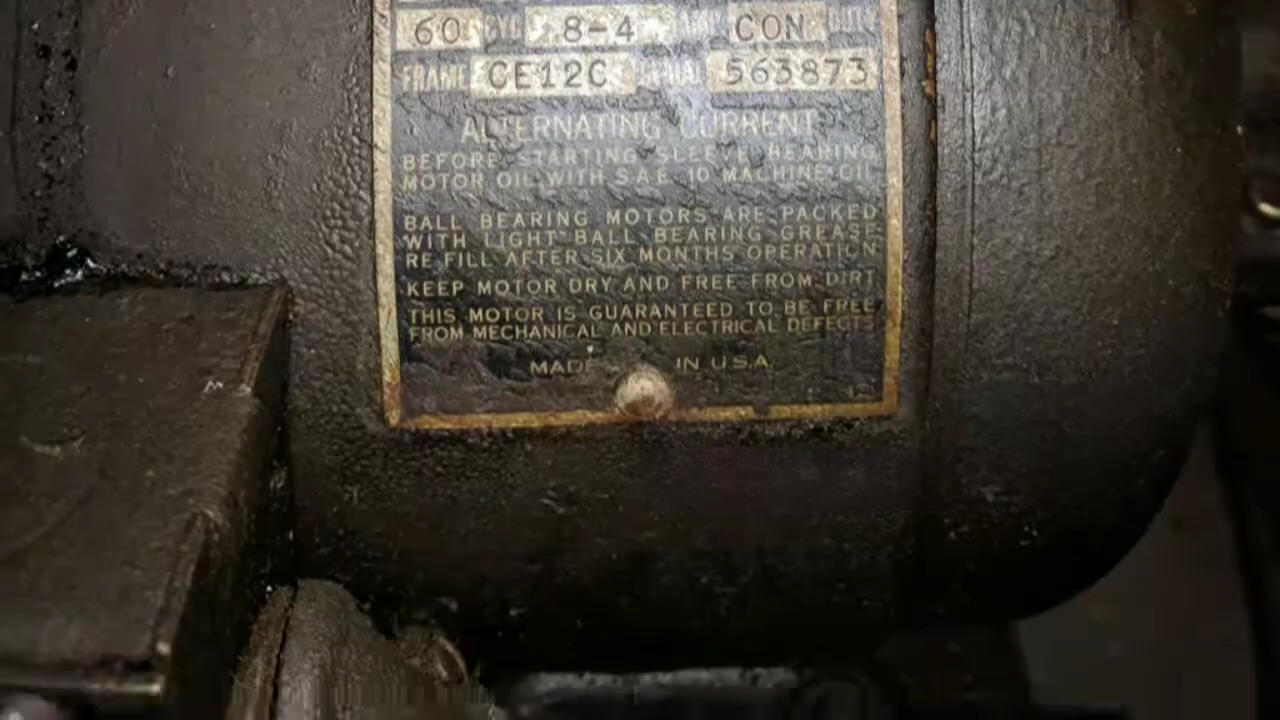 60 CYC. 8-4 AMP CON DUTY
FRAME CE12C SERIAL 563873
ALTERNATING CURRENT
BEFORE STARTING SLEEVE BEARING
MOTOR OIL WITH S.A.E. 10 MACHINE OIL
BALL BEARING MOTORS ARE PACKED
WITH LIGHT BALL BEARING GREASE
RE FILL AFTER SIX MONTHS OPERATION
KEEP MOTOR DRY AND FREE FROM DIRT
THIS MOTOR IS GUARANTEED TO BE FREE
FROM MECHANICAL AND ELECTRICAL DEFECTS
MADE IN U.S.A.